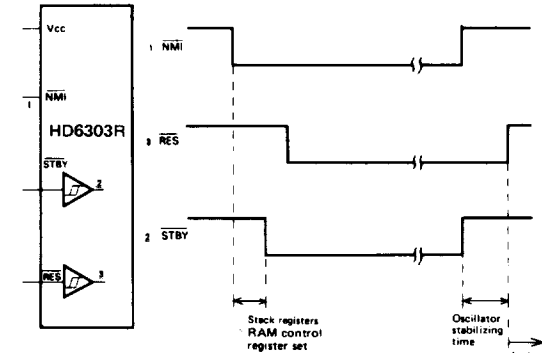 Vcc
1 NMI
HD6303R
STBY
2
RES
3
1 NMI
3 RES
2 STBY
Stack registers
RAM control
register set
Oscillator
stabilizing
time